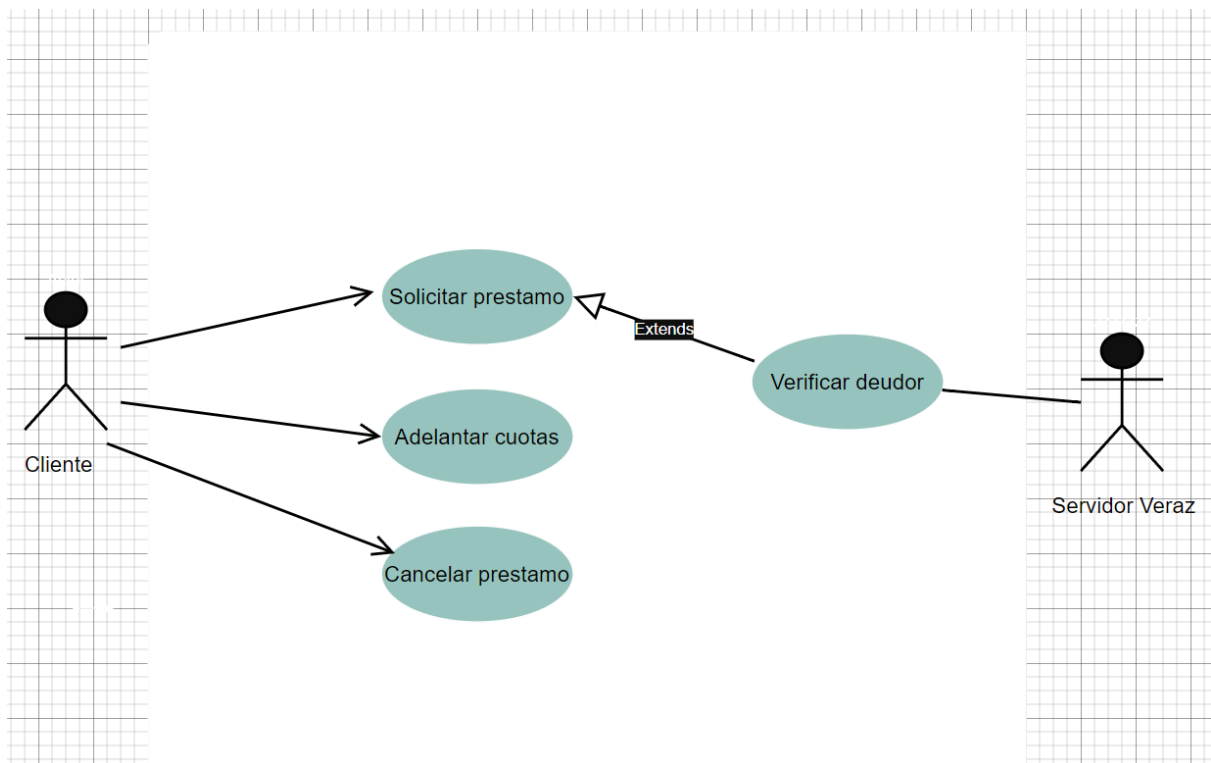 Solicitar prestamo
Extends
Verificar deudor
Adelantar cuotas
Cliente
Servidor Veraz
Cancelar prestamo